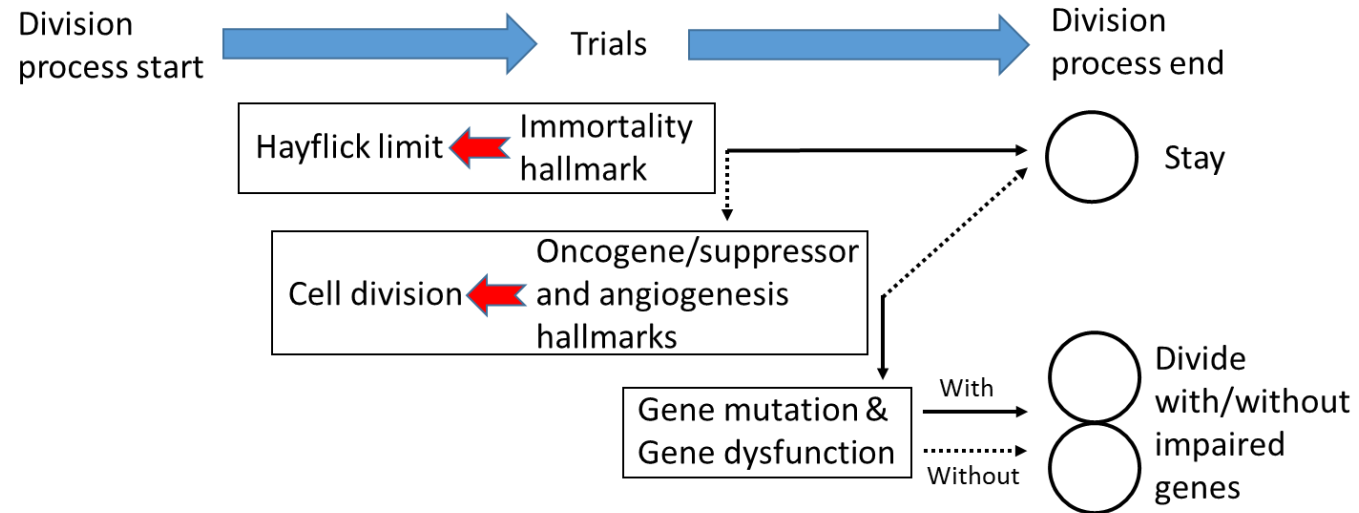 Division
process start
Trials
Division
process end
Hayflick limit
Immortality
hallmark
Stay
Cell division
Oncogene/suppressor
and angiogenesis
hallmarks
Gene mutation &
Gene dysfunction
With
Without
Divide
with/without
impaired
genes